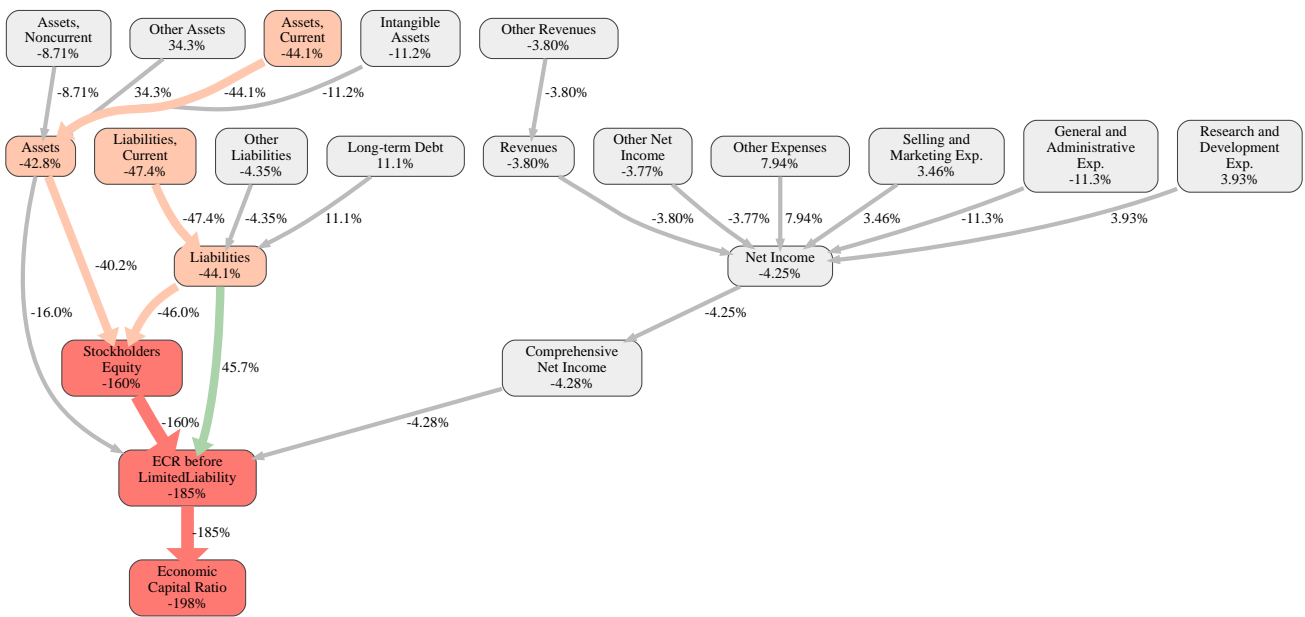 Assets,
Noncurrent
-8.71%
Other Assets
34.3%
Assets,
Current
-44.1%
Intangible
Assets
-11.2%
Other Revenues
-3.80%
-8.71%
34.3%
-44.1%
-11.2%
-3.80%
Assets
-42.8%
Liabilities,
Current
-47.4%
Other
Liabilities
-4.35%
Long-term Debt
11.1%
Revenues
-3.80%
Other Net
Income
-3.77%
Other Expenses
7.94%
Selling and
Marketing Exp.
3.46%
General and
Administrative
Exp.
-11.3%
Research and
Development
Exp.
3.93%
-47.4%
-4.35%
11.1%
-3.80%
-3.77%
7.94%
3.46%
-11.3%
3.93%
Liabilities
-44.1%
Net Income
-4.25%
-40.2%
-16.0%
-46.0%
-4.25%
Stockholders
Equity
-160%
45.7%
Comprehensive
Net Income
-4.28%
-160%
-4.28%
ECR before
LimitedLiability
-185%
-185%
Economic
Capital Ratio
-198%